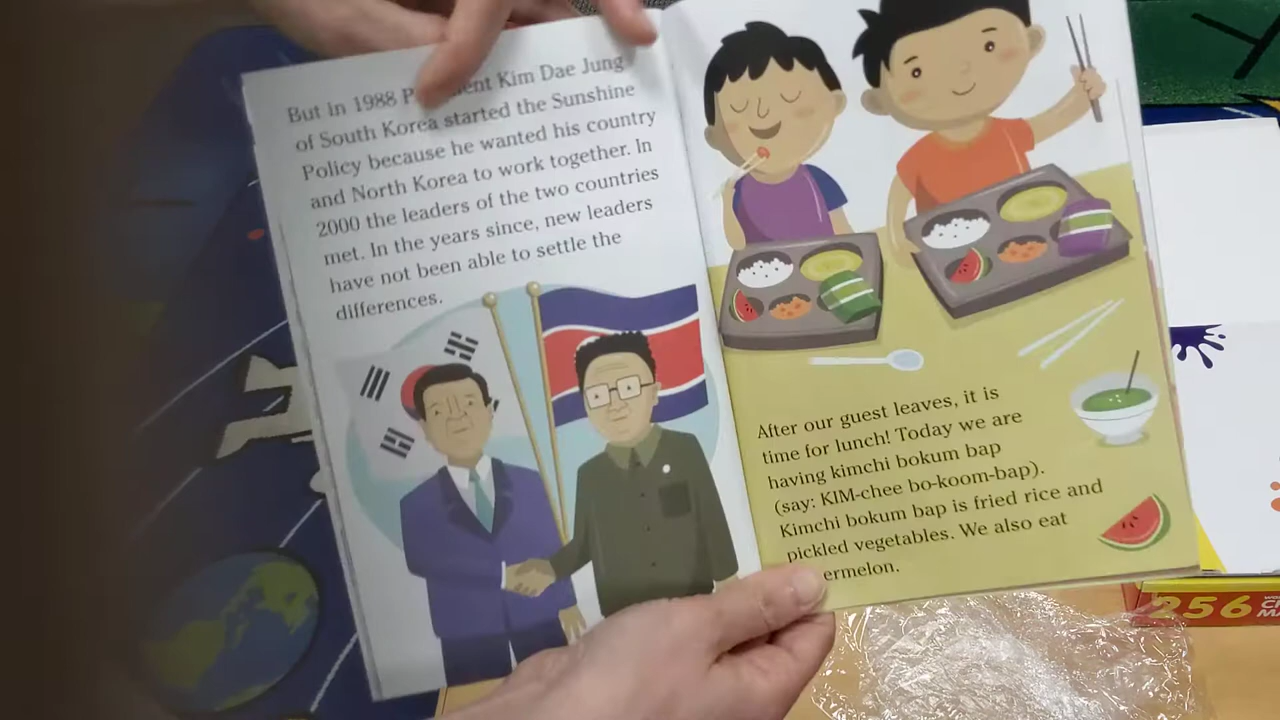 But in 1988 P ent Kim Dae Jung
of South Korea started the Sunshine
Policy because he wanted his country
and North Korea to work together. In
2000 the leaders of the two countries
met. In the years since, new leaders
have not been able to settle the
differences.
After our guest leaves, it is
time for lunch! Today we are
having kimchi bokum bap
(say: KIM-chee bo-koom-bap).
Kimchi bokum bap is fried rice and
pickled vegetables. We also eat
ermelon.
256